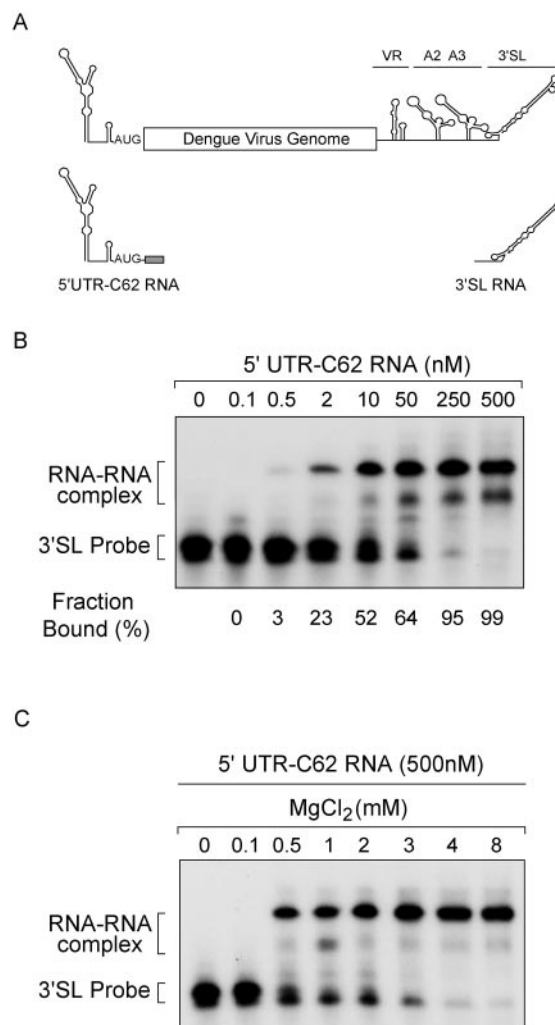 A
VR A2 A3 3'SL
AUG Dengue Virus Genome
AUG
5'UTR-C62 RNA 3'SL RNA
B
5' UTR-C62 RNA (nM)
0 0.1 0.5 2 10 50 250 500
RNA-RNA
complex
3'SL Probe
Fraction
Bound (%)
0 3 23 52 64 95 99
C
5' UTR-C62 RNA (500nM)
MgCl2 (mM)
0 0.1 0.5 1 2 3 4 8
RNA-RNA
complex
3'SL Probe